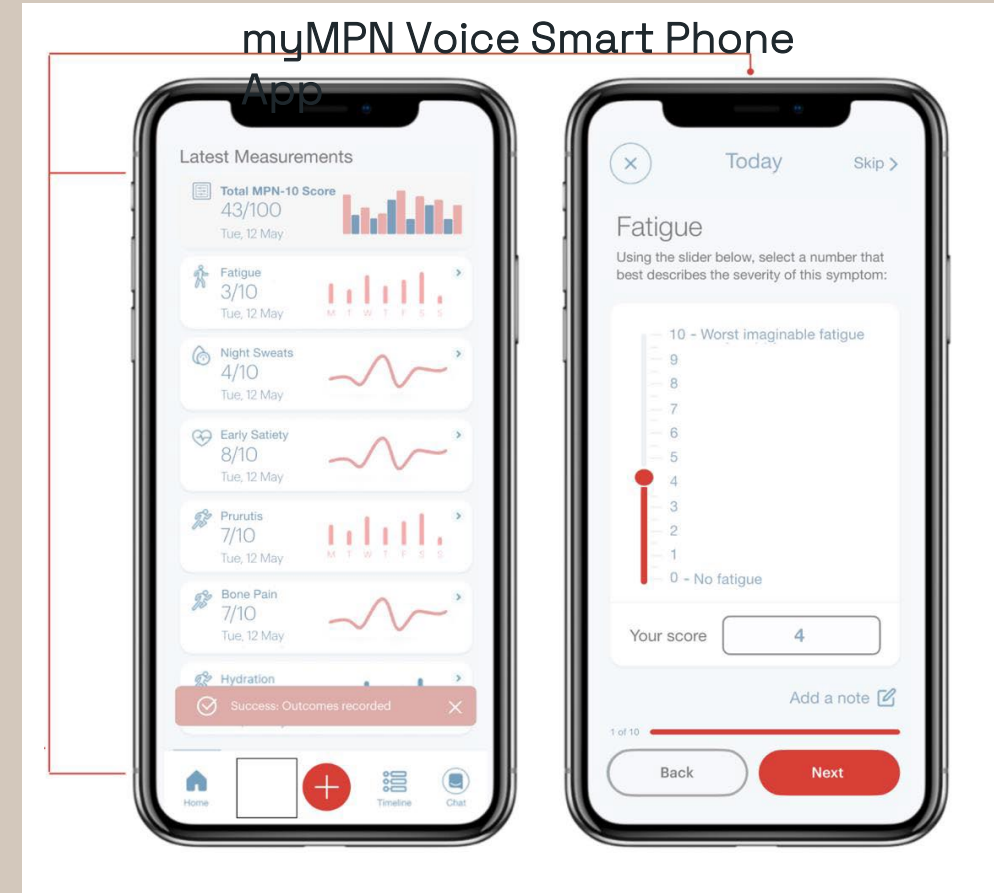 myMPN Voice Smart Phone
App
Latest Measurements
Total MPN-10 Score
43/100
Tue, 12 May
Fatigue
3/10
Tue, 12 May
M T W T F S S
Night Sweats
4/10
Tue, 12 May
Early Satiety
8/10
Tue, 12 May
Prurutis
7/10
Tue, 12 May
M T W T F S S
Bone Pain
7/10
Tue, 12 May
Hydration
Success: Outcomes recorded
Home
Timeline
Chat
Today
Skip
Fatigue
Using the slider below, select a number that
best describes the severity of this symptom:
10 - Worst imaginable fatigue
9
8
7
6
5
4
3
2
1
0 - No fatigue
Your score
4
Add a note
1 of 10
Back
Next